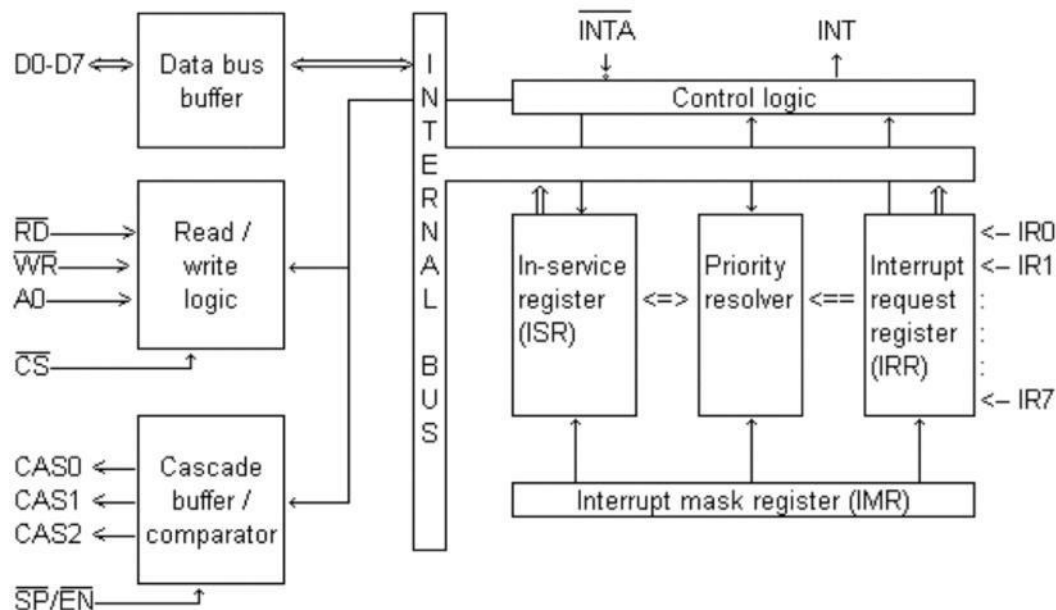 D0-D7
Data bus
buffer
I N T E R N A L B U S
INTA
INT
Control logic
RD
WR
A0
CS
Read /
write
logic
In-service
register
(ISR)
<=>
Priority
resolver
<==
Interrupt
request
register
(IRR)
<– IR0
<– IR1
:
:
:
<– IR7
CAS0
CAS1
CAS2
Cascade
buffer /
comparator
SP/EN
Interrupt mask register (IMR)